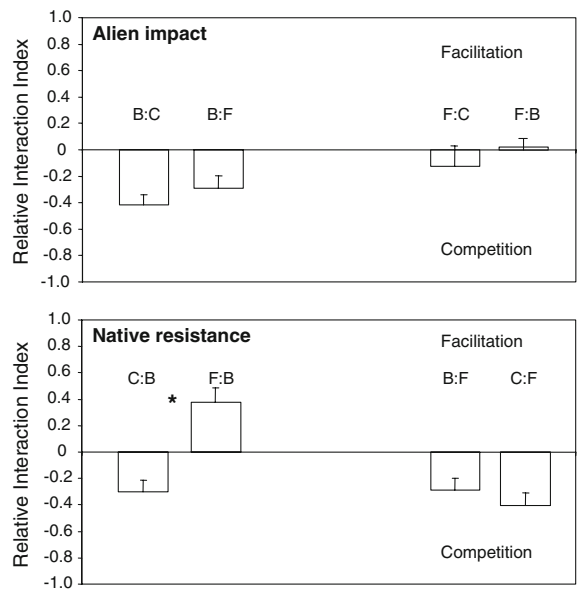 Relative Interaction Index
1.0
0.8
0.6
0.4
0.2
0
-0.2
-0.4
-0.6
-0.8
-1.0
Alien impact
Facilitation
B:C B:F F:C F:B
Competition
Relative Interaction Index
1.0
0.8
0.6
0.4
0.2
0
-0.2
-0.4
-0.6
-0.8
-1.0
Native resistance
Facilitation
C:B F:B B:F C:F
*
Competition